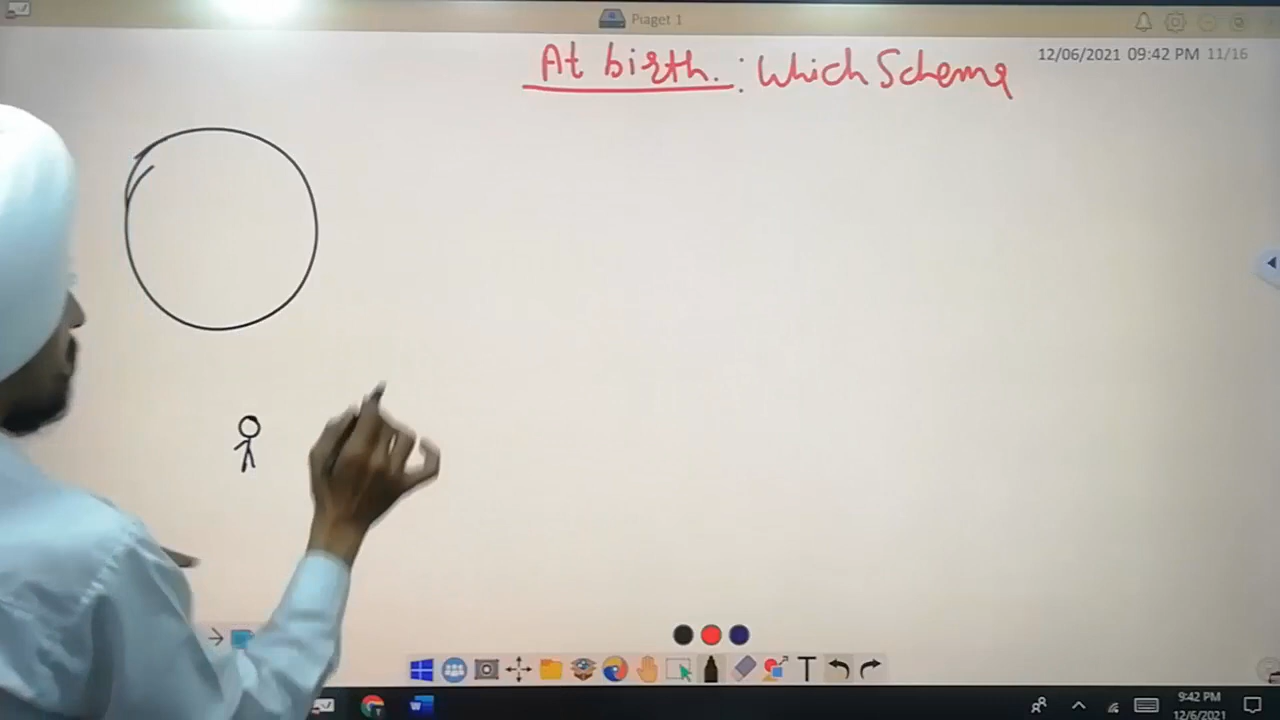 Piaget 1
12/06/2021 09:42 PM 11/16
At birth. : Which Schema
T
9:42 PM
12/6/2021